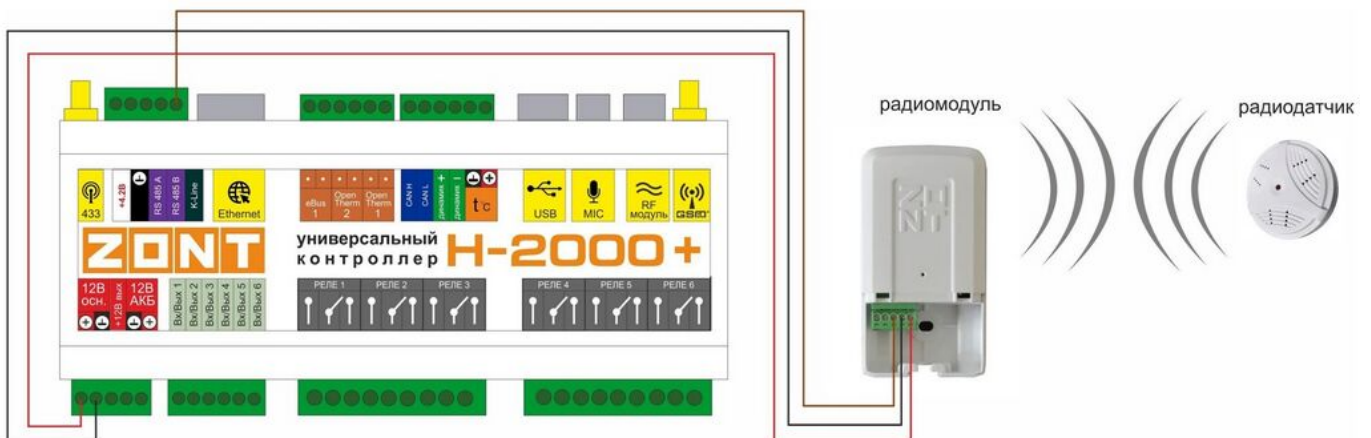 радиомодуль
радиодатчик
433
+4.2В
RS 485 A
RS 485 B
K-Line
Ethernet
eBus
1
Open
Therm
2
Open
Therm
1
CAN H
CAN L
динамик +
динамик −
t°c
USB
MIC
RF
модуль
GSM
ZONT
универсальный
контроллер
H-2000+
12В
осн.
+12В вых
12В
АКБ
Вх/Вых 1
Вх/Вых 2
Вх/Вых 3
Вх/Вых 4
Вх/Вых 5
Вх/Вых 6
РЕЛЕ 1
РЕЛЕ 2
РЕЛЕ 3
РЕЛЕ 4
РЕЛЕ 5
РЕЛЕ 6
ZONT